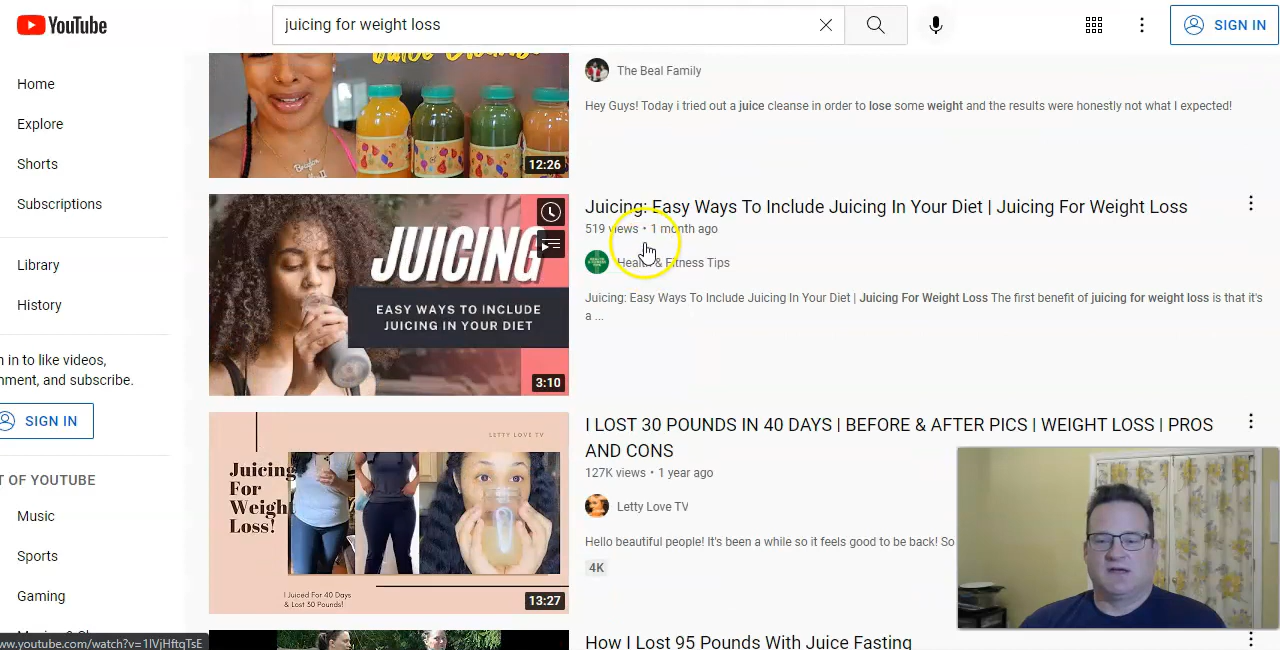 YouTube
juicing for weight loss
SIGN IN
Home
Explore
Shorts
Subscriptions
Library
History
n in to like videos,
nment, and subscribe.
SIGN IN
T OF YOUTUBE
Music
Sports
Gaming
ww.youtube.com/watch?v=1lVjHftqTsE
12:26
The Beal Family
Hey Guys! Today i tried out a juice cleanse in order to lose some weight and the results were honestly not what I expected!
JUICING
EASY WAYS TO INCLUDE
JUICING IN YOUR DIET
3:10
Juicing: Easy Ways To Include Juicing In Your Diet | Juicing For Weight Loss
519 views • 1 month ago
Health & Fitness Tips
Juicing: Easy Ways To Include Juicing In Your Diet | Juicing For Weight Loss The first benefit of juicing for weight loss is that it's
a ...
LETTY LOVE TV
Juicing
For
Weight
Loss!
I Juiced For 40 Days
& Lost 30 Pounds!
13:27
I LOST 30 POUNDS IN 40 DAYS | BEFORE & AFTER PICS | WEIGHT LOSS | PROS
AND CONS
127K views • 1 year ago
Letty Love TV
Hello beautiful people! It's been a while so it feels good to be back! So
4K
How I Lost 95 Pounds With Juice Fasting